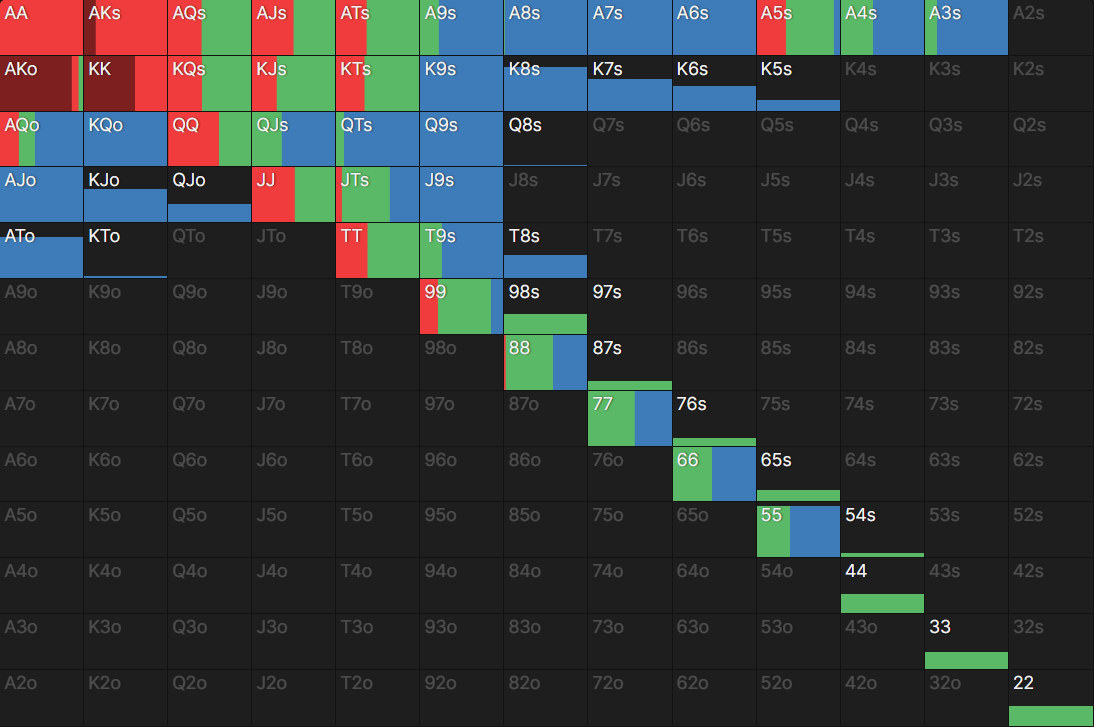 AA AKs AQs AJs ATs A9s A8s A7s A6s A5s A4s A3s A2s
AKo KK KQs KJs KTs K9s K8s K7s K6s K5s K4s K3s K2s
AQo KQo QQ QJs QTs Q9s Q8s Q7s Q6s Q5s Q4s Q3s Q2s
AJo KJo QJo JJ JTs J9s J8s J7s J6s J5s J4s J3s J2s
ATo KTo QTo JTo TT T9s T8s T7s T6s T5s T4s T3s T2s
A9o K9o Q9o J9o T9o 99 98s 97s 96s 95s 94s 93s 92s
A8o K8o Q8o J8o T8o 98o 88 87s 86s 85s 84s 83s 82s
A7o K7o Q7o J7o T7o 97o 87o 77 76s 75s 74s 73s 72s
A6o K6o Q6o J6o T6o 96o 86o 76o 66 65s 64s 63s 62s
A5o K5o Q5o J5o T5o 95o 85o 75o 65o 55 54s 53s 52s
A4o K4o Q4o J4o T4o 94o 84o 74o 64o 54o 44 43s 42s
A3o K3o Q3o J3o T3o 93o 83o 73o 63o 53o 43o 33 32s
A2o K2o Q2o J2o T2o 92o 82o 72o 62o 52o 42o 32o 22